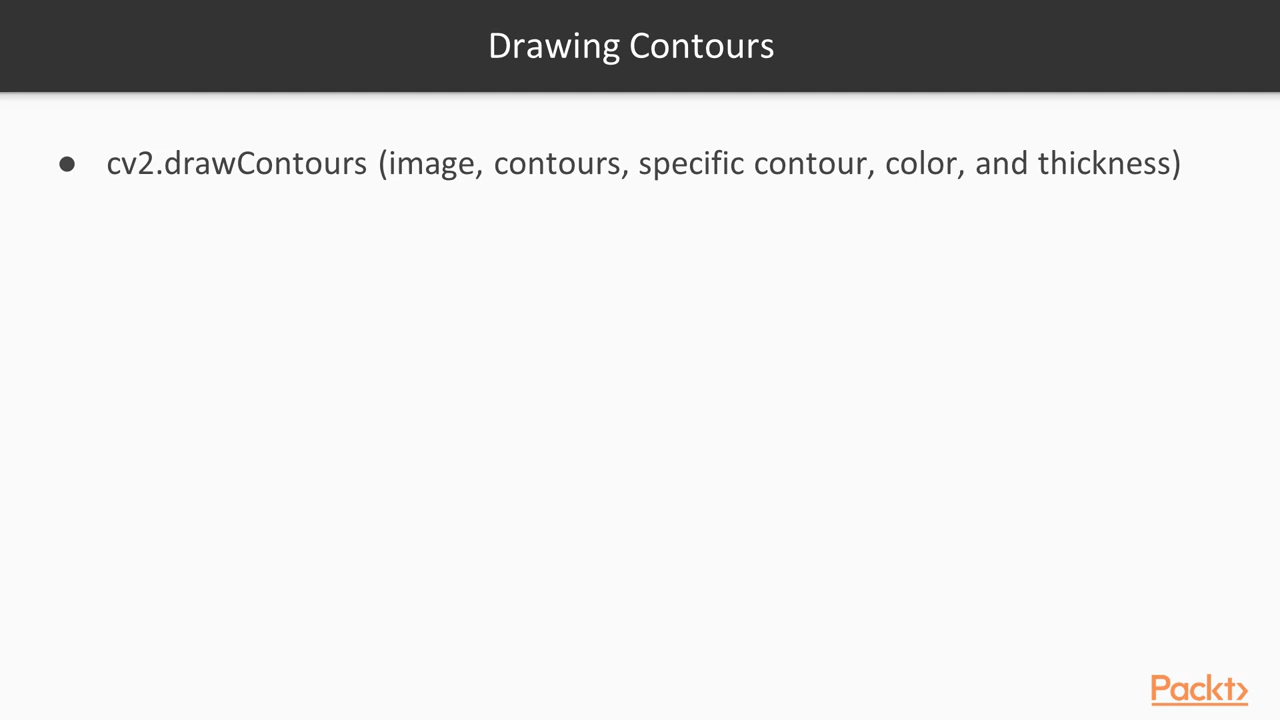 Drawing Contours
● cv2.drawContours (image, contours, specific contour, color, and thickness)
Packt>